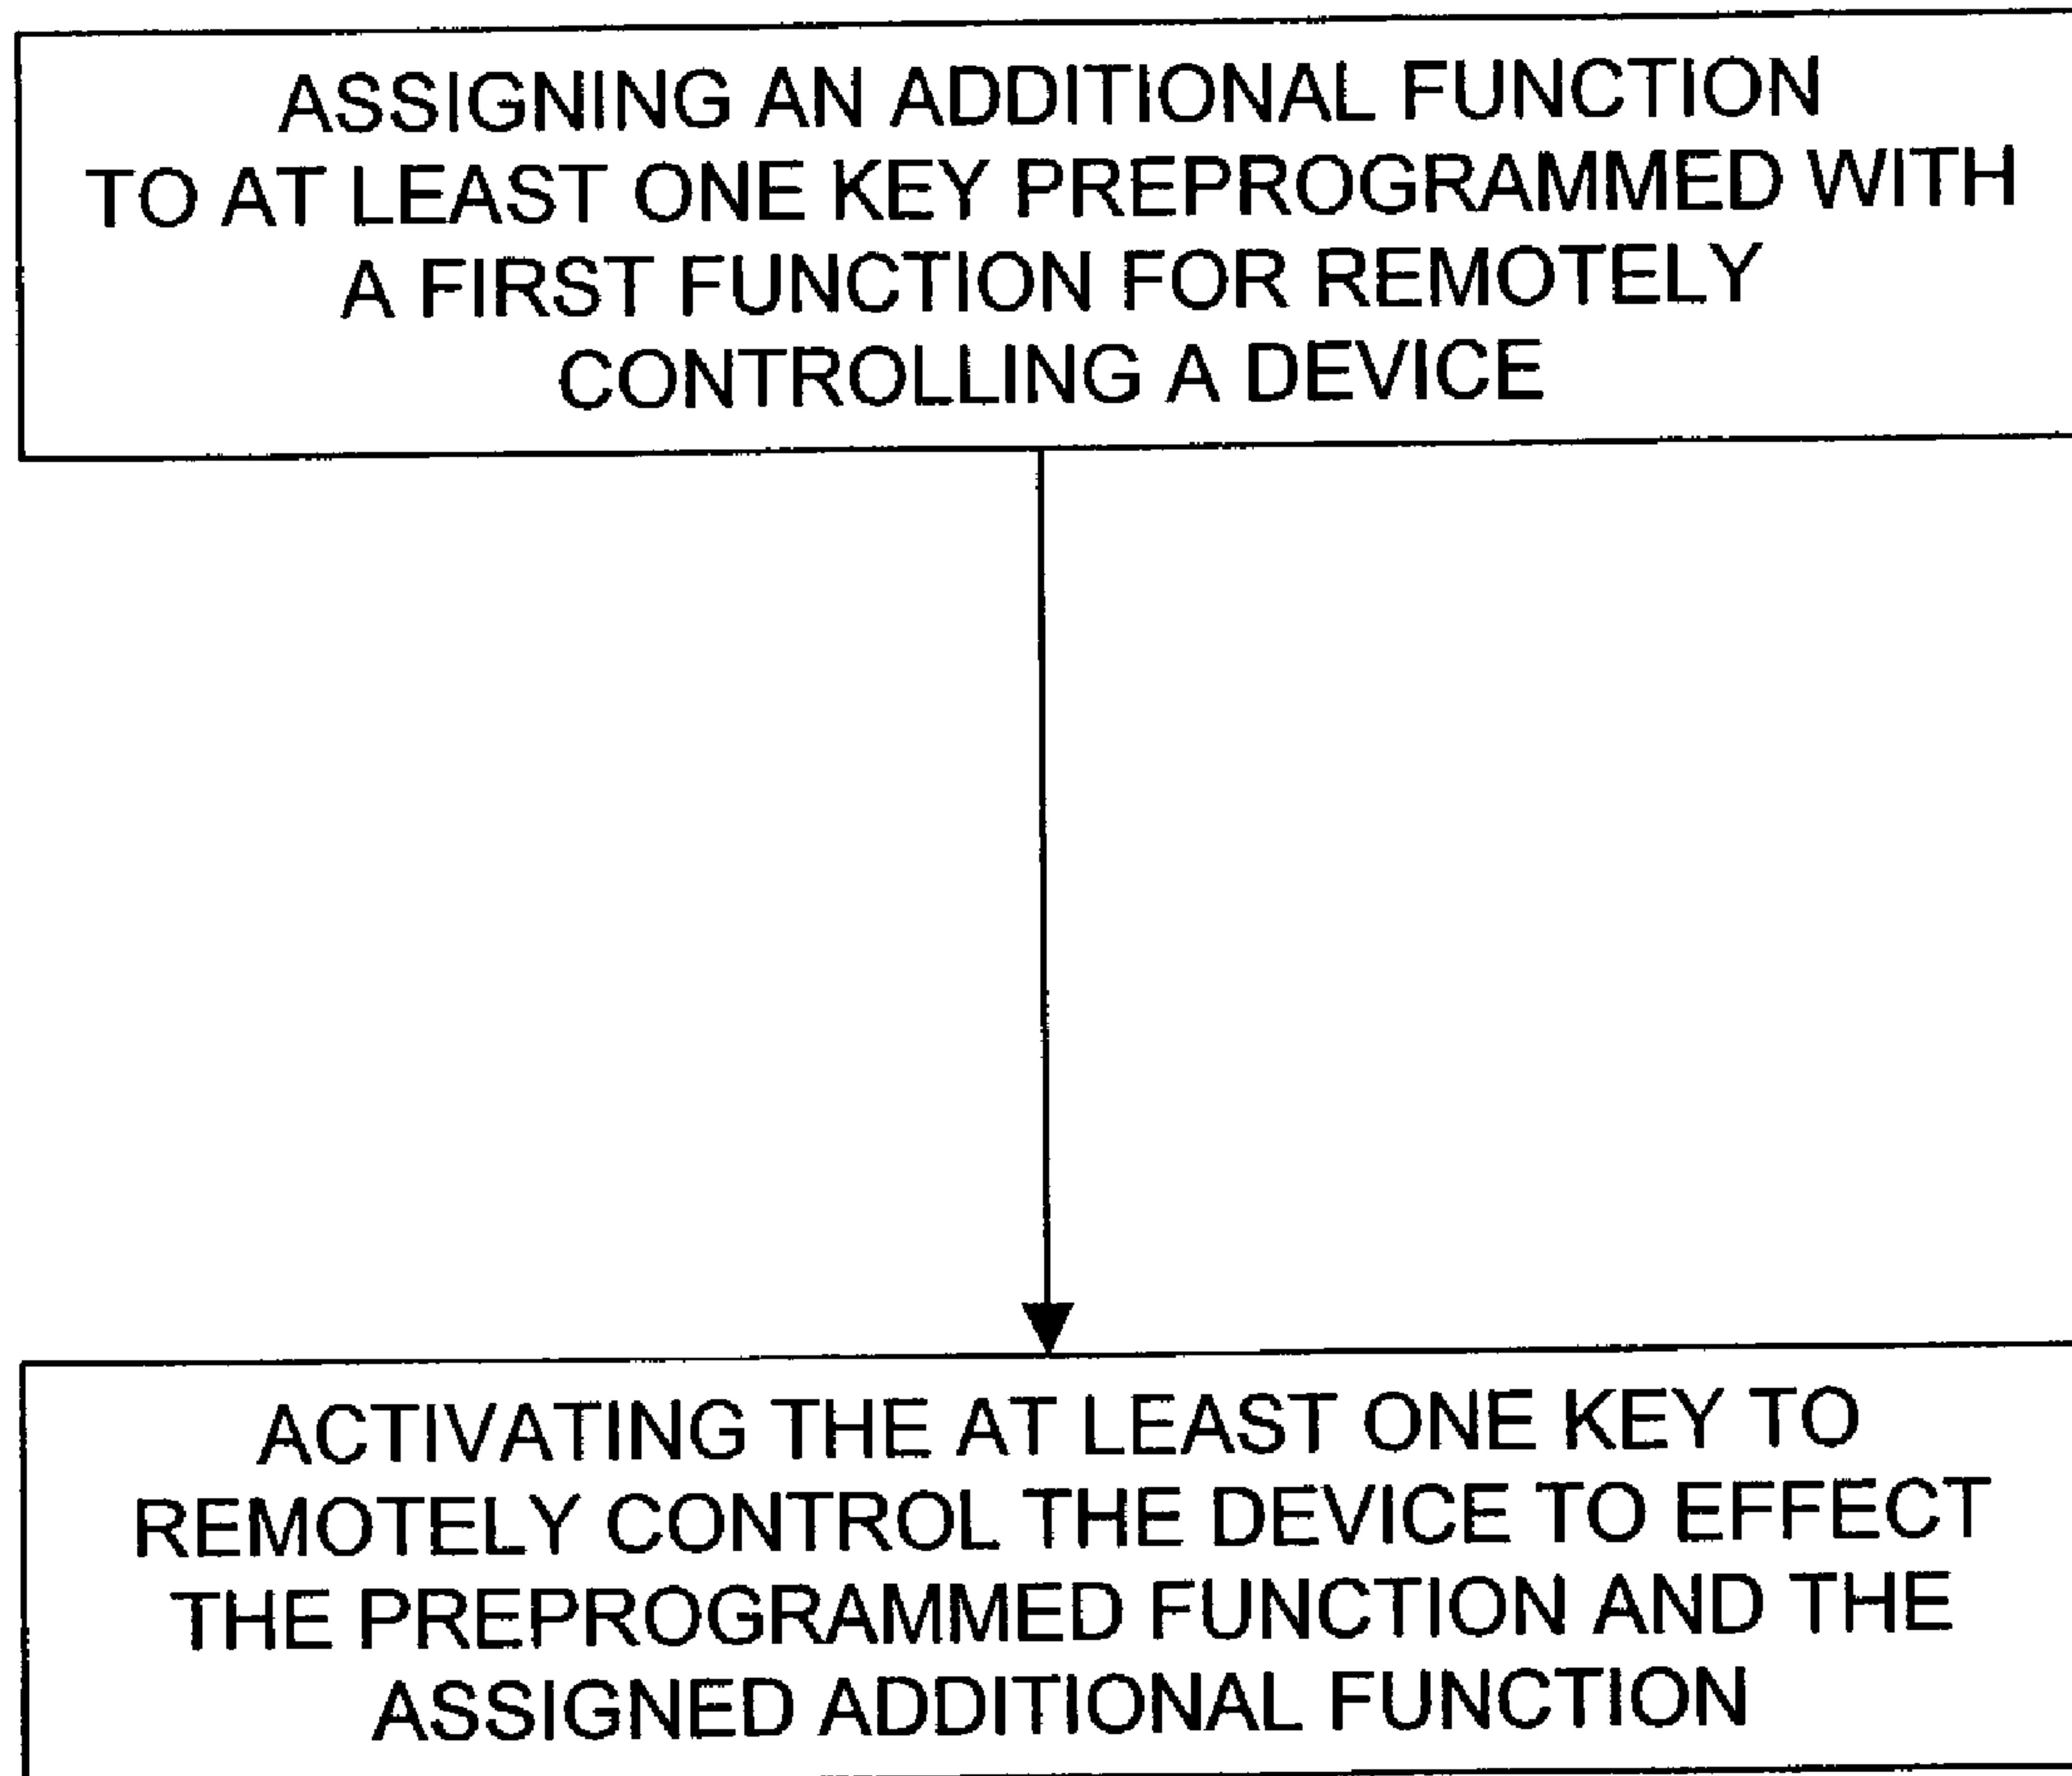 ASSIGNING AN ADDITIONAL FUNCTION
TO AT LEAST ONE KEY PREPROGRAMMED WITH
A FIRST FUNCTION FOR REMOTELY
CONTROLLING A DEVICE
ACTIVATING THE AT LEAST ONE KEY TO
REMOTELY CONTROL THE DEVICE TO EFFECT
THE PREPROGRAMMED FUNCTION AND THE
ASSIGNED ADDITIONAL FUNCTION